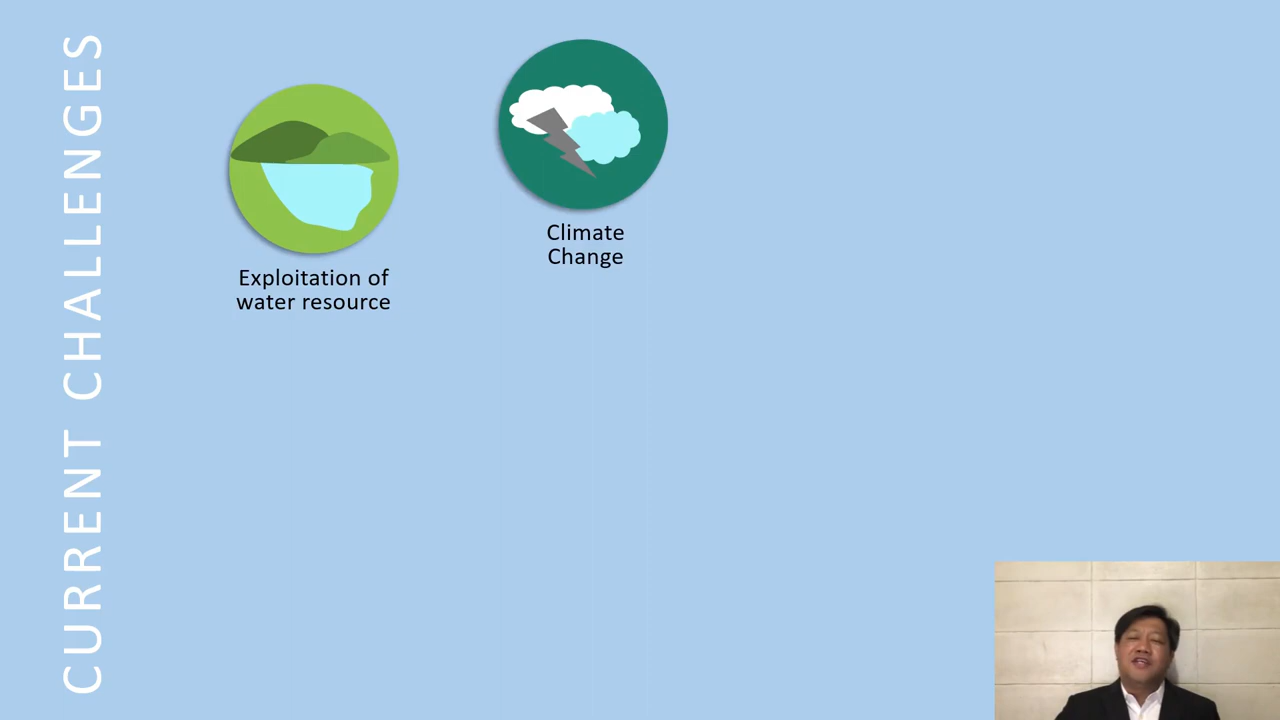 CURRENT CHALLENGES
Exploitation of
water resource
Climate
Change